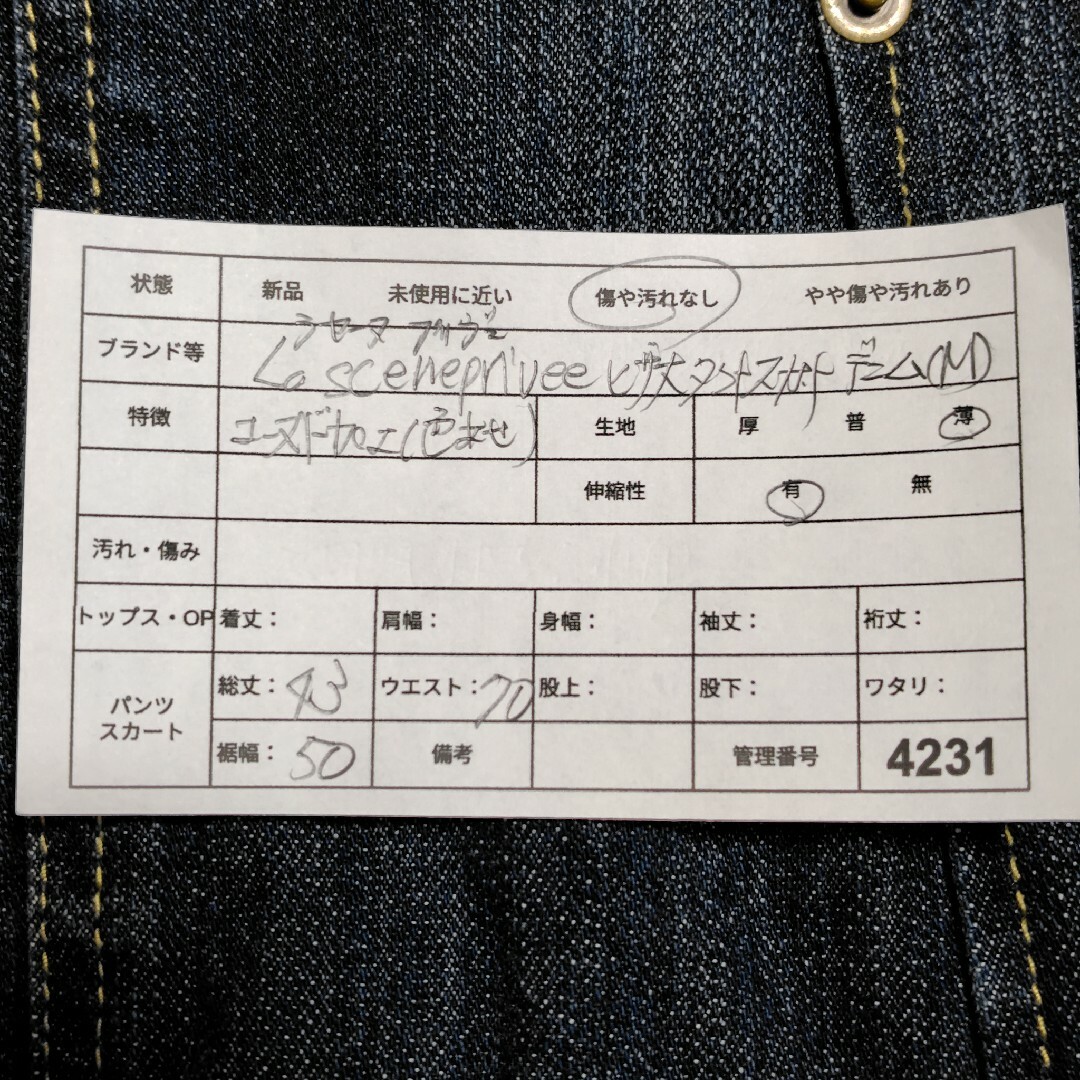 状態 新品 未使用に近い 傷や汚れなし やや傷や汚れあり
ラセーヌプリヴェ
ブランド等 La sceneprivee ヒザ丈タイトスカート デニム(M)
特徴 ユーズド加工(色あせ) 生地 厚 普 薄
伸縮性 有 無
汚れ・傷み
トップス・OP 着丈: 肩幅: 身幅: 袖丈: 裄丈:
パンツ
スカート
総丈: 43 ウエスト: 70 股上: 股下: ワタリ:
裾幅: 50 備考 管理番号 4231